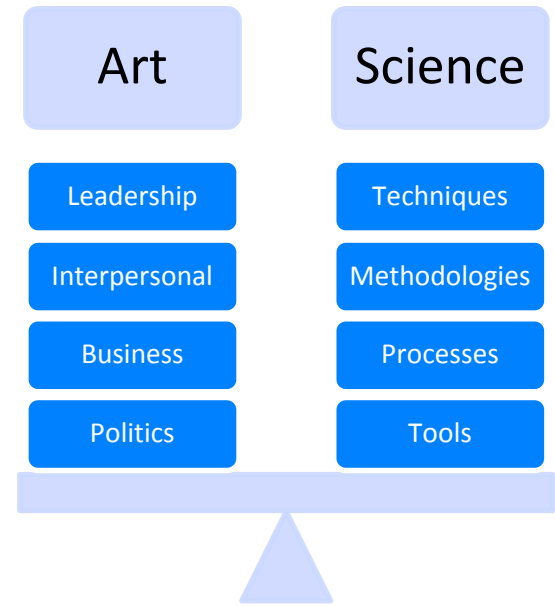 Art
Science
Leadership
Interpersonal
Business
Politics
Techniques
Methodologies
Processes
Tools